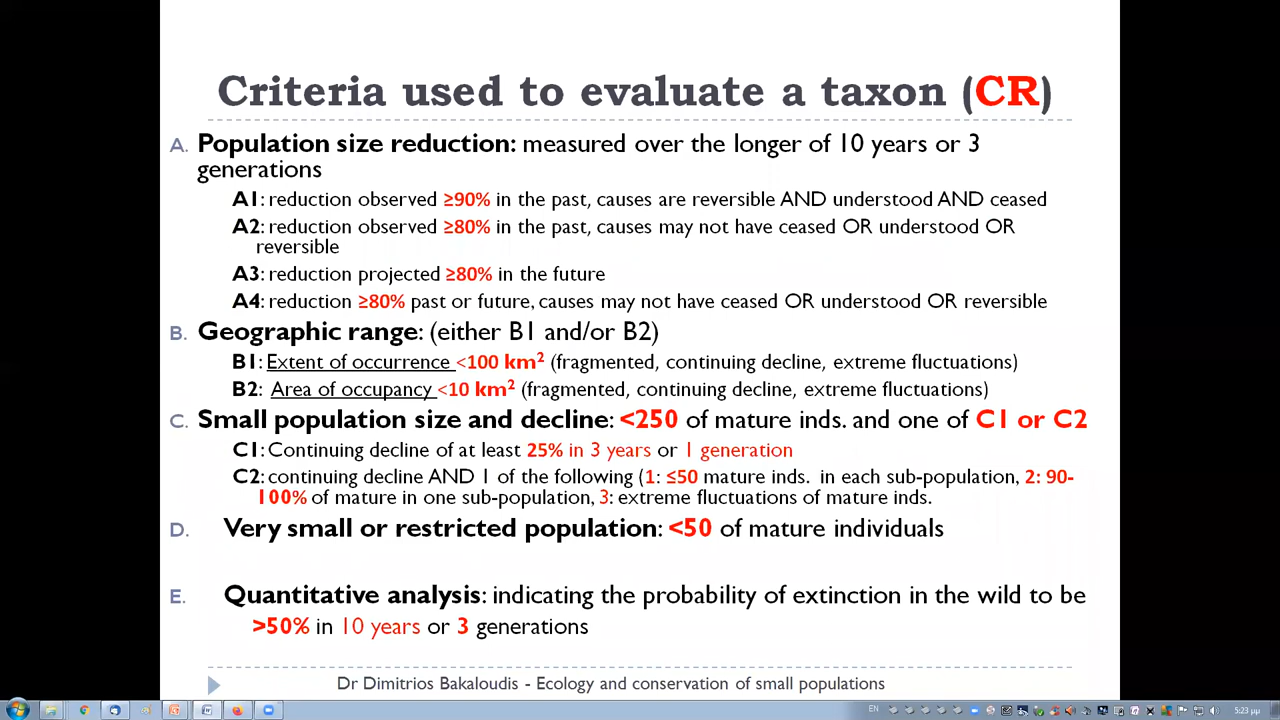 Criteria used to evaluate a taxon (CR)
A. Population size reduction: measured over the longer of 10 years or 3
generations
A1: reduction observed ≥90% in the past, causes are reversible AND understood AND ceased
A2: reduction observed ≥80% in the past, causes may not have ceased OR understood OR
reversible
A3: reduction projected ≥80% in the future
A4: reduction ≥80% past or future, causes may not have ceased OR understood OR reversible
B. Geographic range: (either B1 and/or B2)
B1: Extent of occurrence <100 km² (fragmented, continuing decline, extreme fluctuations)
B2: Area of occupancy <10 km² (fragmented, continuing decline, extreme fluctuations)
C. Small population size and decline: <250 of mature inds. and one of C1 or C2
C1: Continuing decline of at least 25% in 3 years or 1 generation
C2: continuing decline AND 1 of the following (1: ≤50 mature inds. in each sub-population, 2: 90-
100% of mature in one sub-population, 3: extreme fluctuations of mature inds.
D. Very small or restricted population: <50 of mature individuals
E. Quantitative analysis: indicating the probability of extinction in the wild to be
>50% in 10 years or 3 generations
Dr Dimitrios Bakaloudis - Ecology and conservation of small populations
EN
5:23 μμ